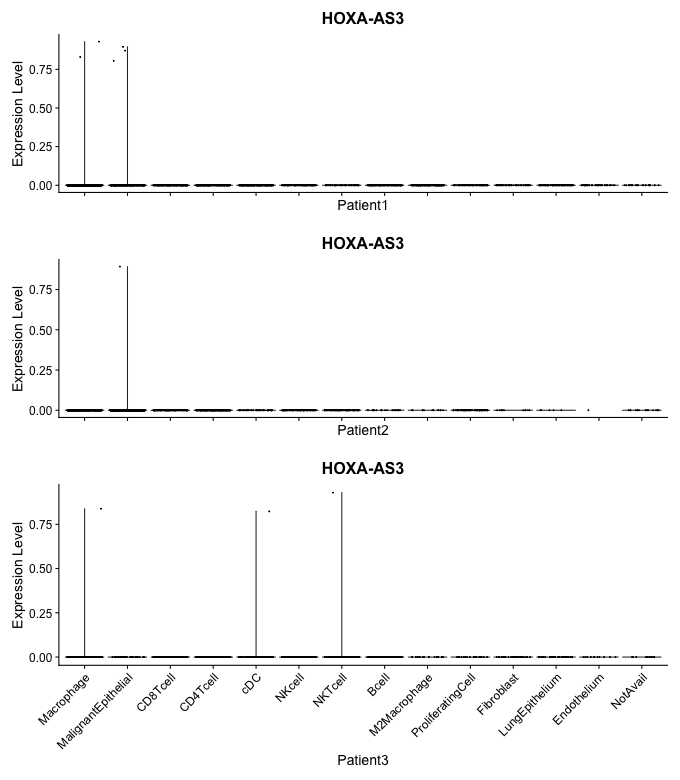 HOXA-AS3
Expression Level
0.75
0.50
0.25
0.00
Patient1
HOXA-AS3
Expression Level
0.75
0.50
0.25
0.00
Patient2
HOXA-AS3
Expression Level
0.75
0.50
0.25
0.00
Macrophage
MalignantEpithelial
CD8Tcell
CD4Tcell
cDC
NKcell
NKTcell
Bcell
M2Macrophage
ProliferatingCell
Fibroblast
LungEpithelium
Endothelium
NotAvail
Patient3